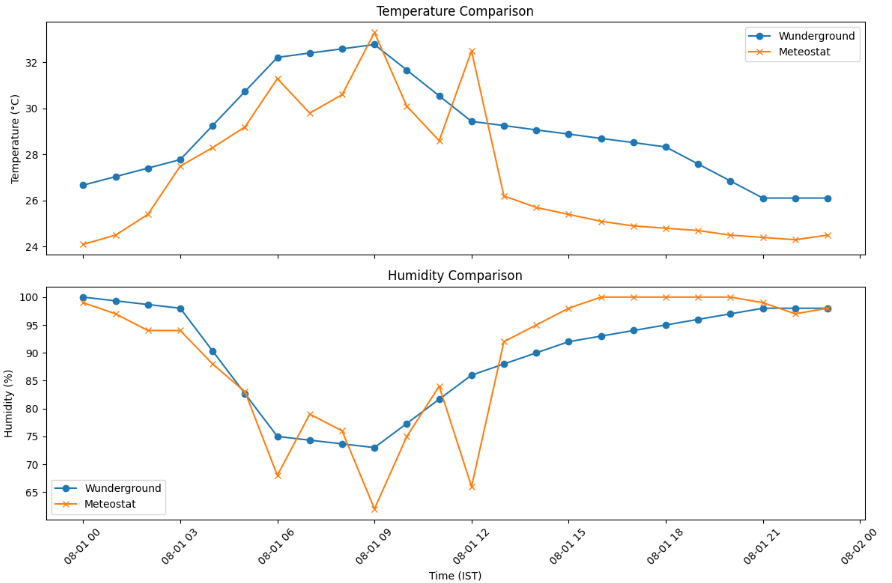 Temperature Comparison
Wunderground
Meteostat
Temperature (°C)
32
30
28
26
24
Humidity Comparison
Humidity (%)
100
95
90
85
80
75
70
65
Wunderground
Meteostat
08-01 00
08-01 03
08-01 06
08-01 09
08-01 12
08-01 15
08-01 18
08-01 21
08-02 00
Time (IST)